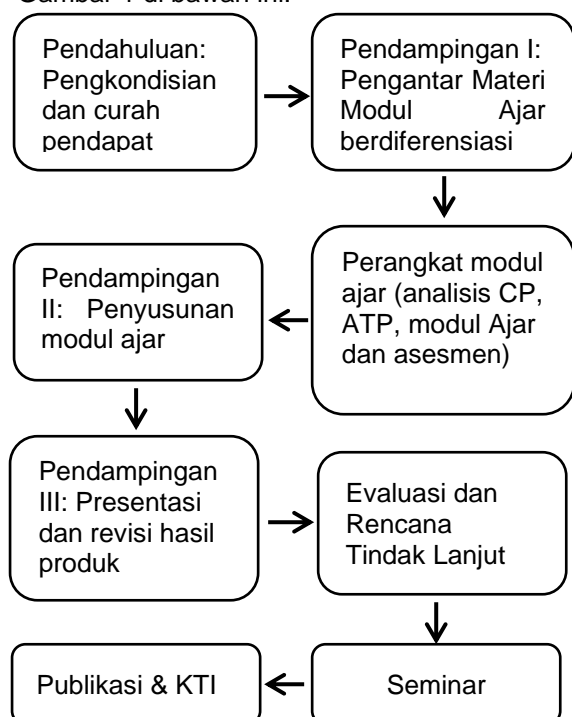 Gambar 1 di bawah ini.
Pendahuluan:
Pengkondisian
dan curah
pendapat
Pendampingan I:
Pengantar Materi
Modul Ajar
berdiferensiasi
Perangkat modul
ajar (analisis CP,
ATP, modul Ajar
dan asesmen)
Pendampingan
II: Penyusunan
modul ajar
Pendampingan
III: Presentasi
dan revisi hasil
produk
Evaluasi dan
Rencana
Tindak Lanjut
Seminar
Publikasi & KTI